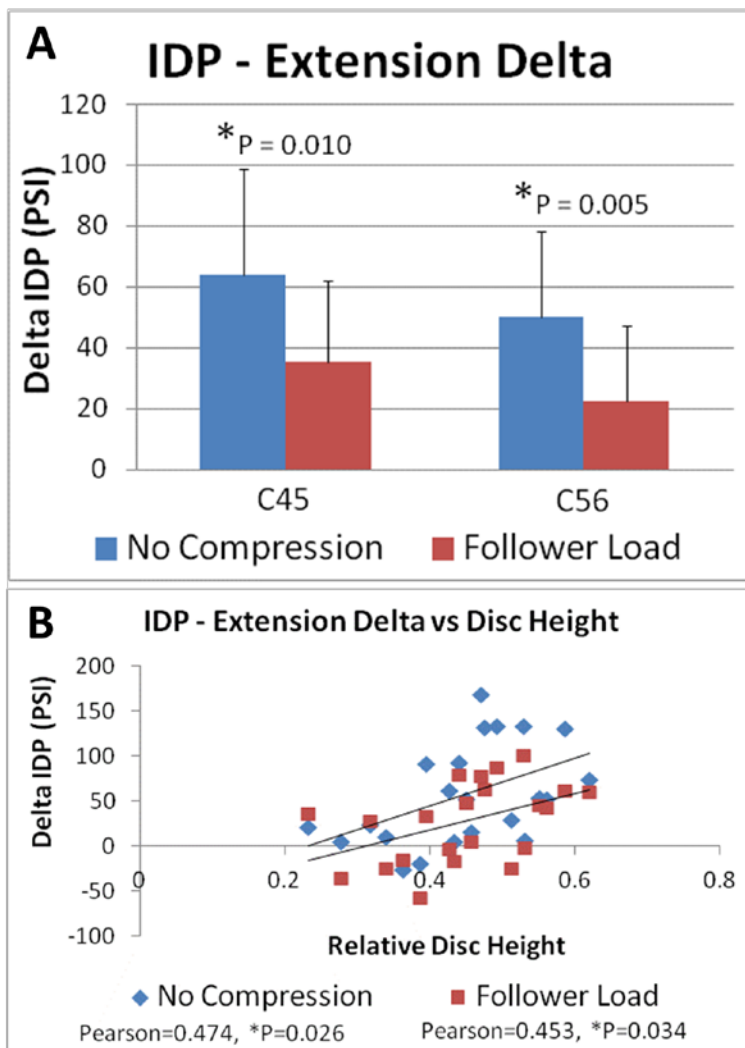 A
IDP - Extension Delta
120
100
80
60
40
20
0
Delta IDP (PSI)
*P = 0.010
*P = 0.005
C45 C56
No Compression Follower Load
B
IDP - Extension Delta vs Disc Height
200
150
100
50
0
-50
-100
Delta IDP (PSI)
0 0.2 0.4 0.6 0.8
Relative Disc Height
No Compression Follower Load
Pearson=0.474, *P=0.026 Pearson=0.453, *P=0.034